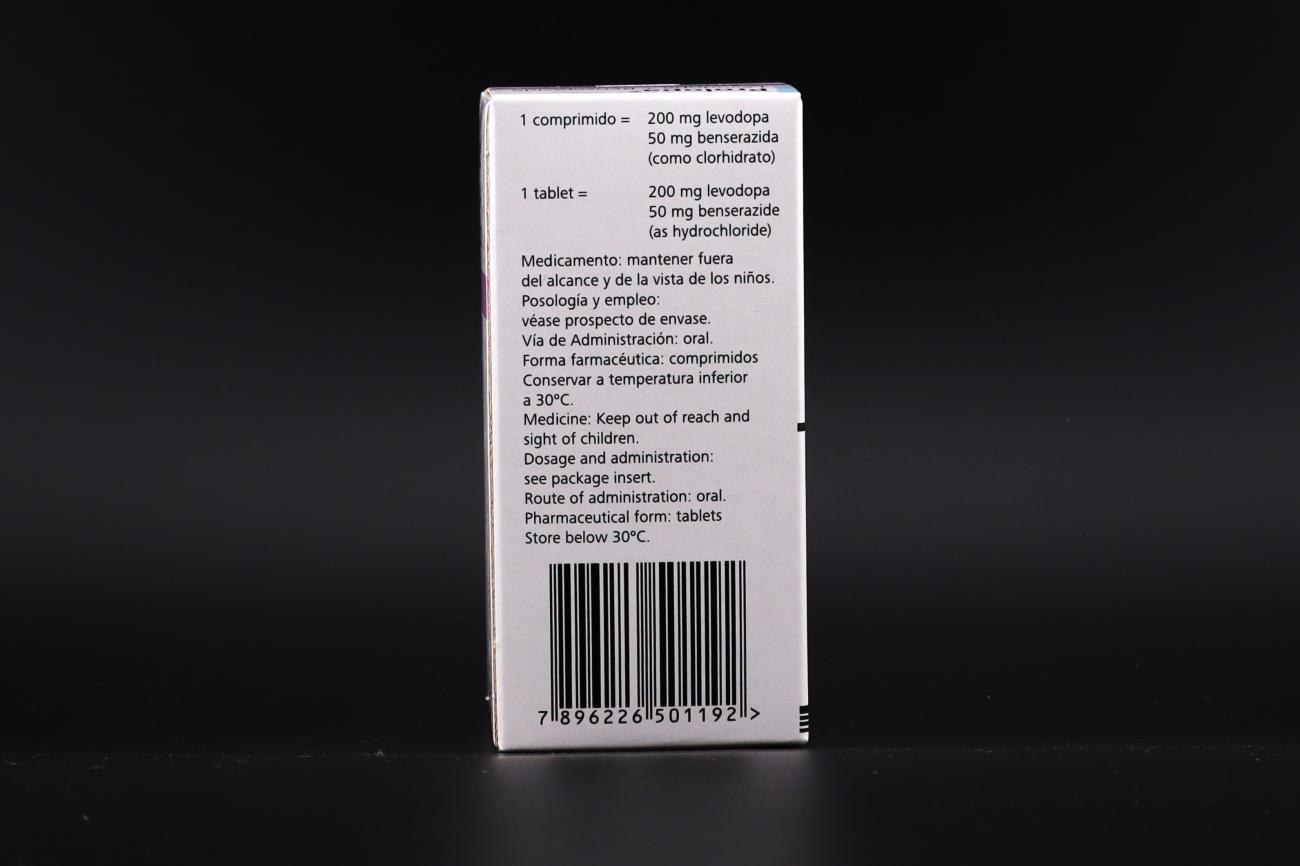 1 comprimido = 200 mg levodopa
50 mg benserazida
(como clorhidrato)
1 tablet = 200 mg levodopa
50 mg benserazide
(as hydrochloride)
Medicamento: mantener fuera
del alcance y de la vista de los niños.
Posología y empleo:
véase prospecto de envase.
Vía de Administración: oral.
Forma farmacéutica: comprimidos
Conservar a temperatura inferior
a 30°C.
Medicine: Keep out of reach and
sight of children.
Dosage and administration:
see package insert.
Route of administration: oral.
Pharmaceutical form: tablets
Store below 30°C.
7 896226 501192 >